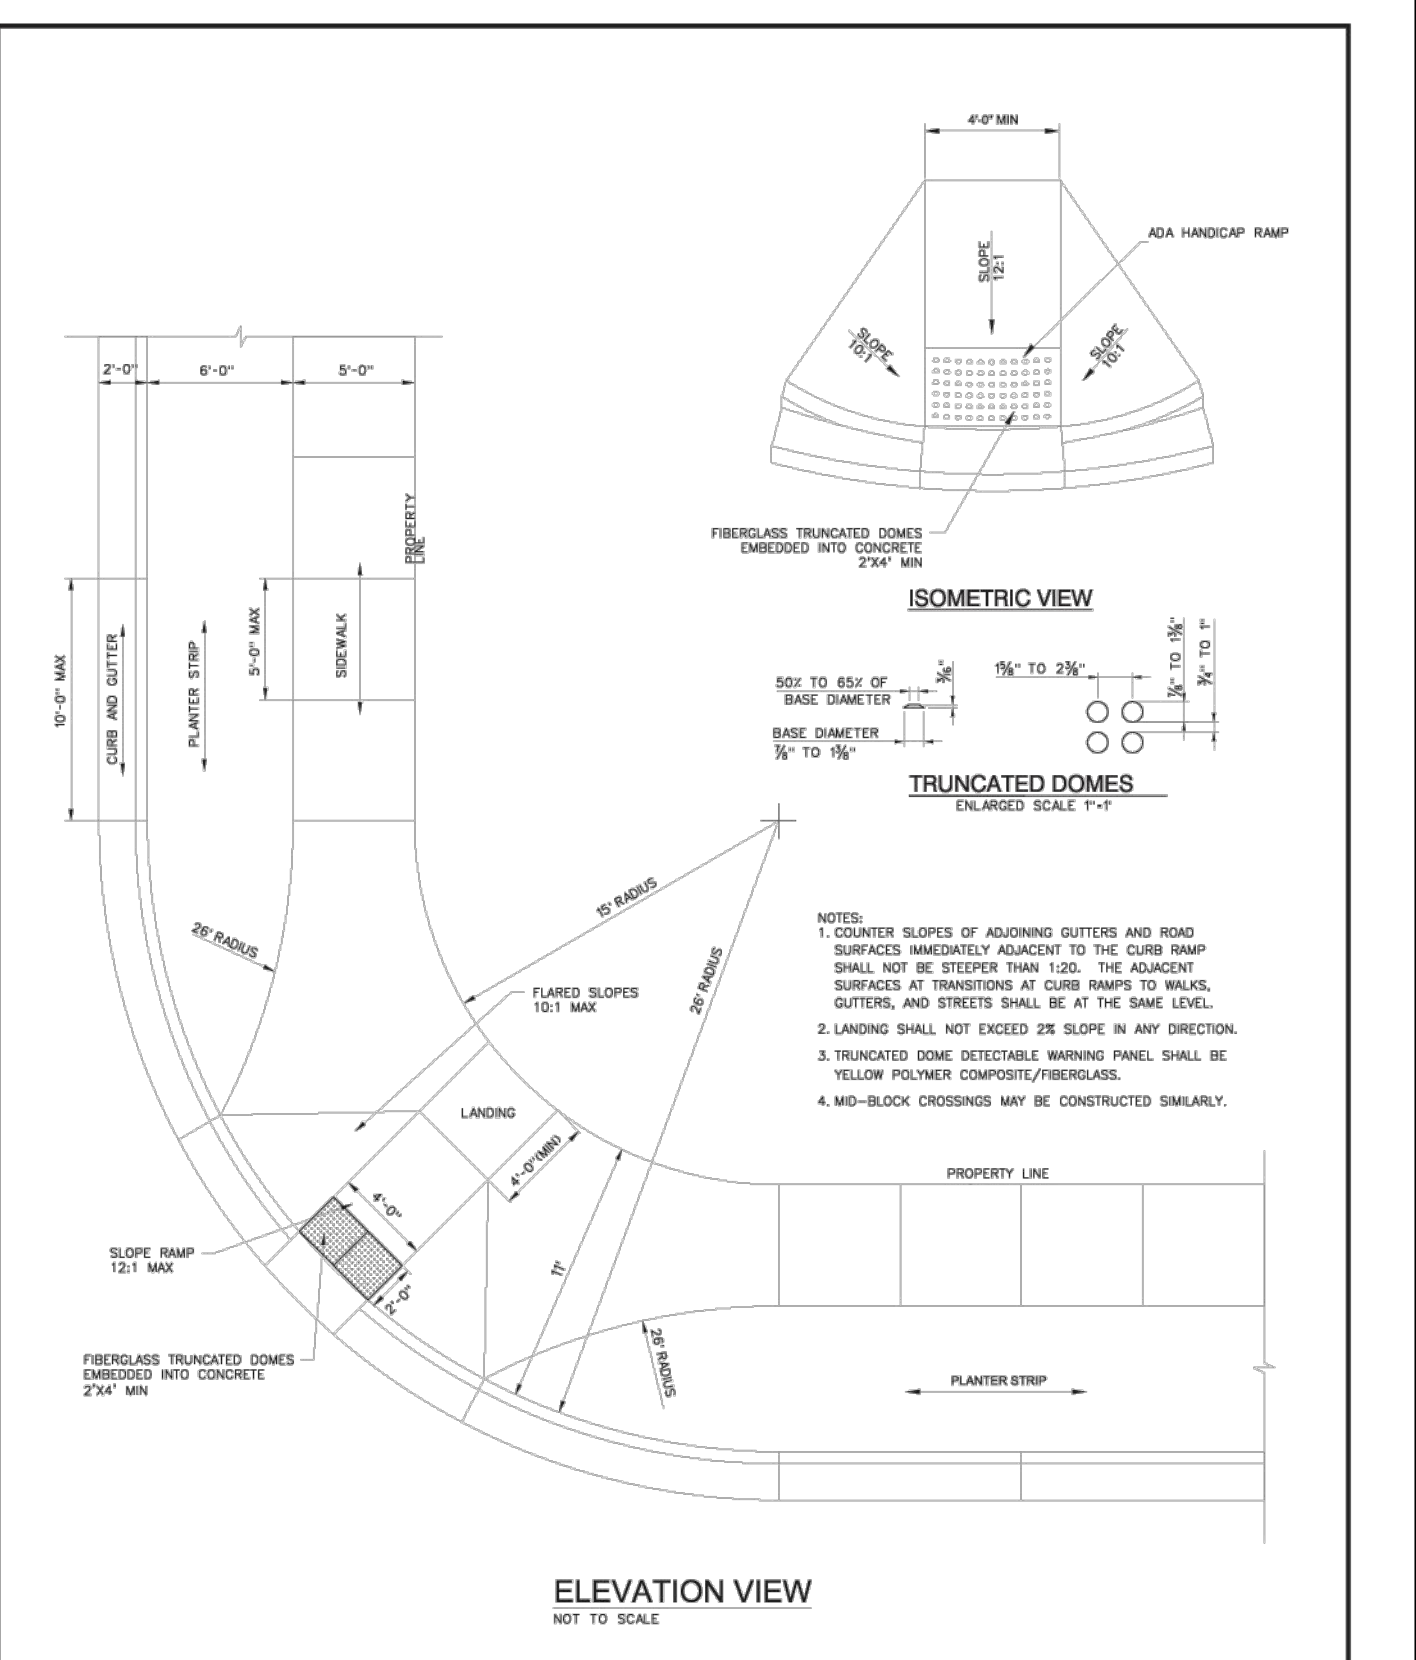 4'-0" MIN
ADA HANDICAP RAMP
SLOPE
12:1
SLOPE
10:1
SLOPE
10:1
FIBERGLASS TRUNCATED DOMES
EMBEDDED INTO CONCRETE
2'X4' MIN
ISOMETRIC VIEW
2'-0"
6'-0"
5'-0"
PROPERTY
LINE
10'-0" MAX
CURB AND GUTTER
PLANTER STRIP
5'-0" MAX
SIDEWALK
50% TO 65% OF
BASE DIAMETER
3/16"
BASE DIAMETER
7/8" TO 1 3/8"
1 5/8" TO 2 3/8"
7/8" TO 1 3/8"
3/4" TO 1"
TRUNCATED DOMES
ENLARGED SCALE 1"=1'
15' RADIUS
26' RADIUS
26' RADIUS
FLARED SLOPES
10:1 MAX
NOTES:
1. COUNTER SLOPES OF ADJOINING GUTTERS AND ROAD
SURFACES IMMEDIATELY ADJACENT TO THE CURB RAMP
SHALL NOT BE STEEPER THAN 1:20. THE ADJACENT
SURFACES AT TRANSITIONS AT CURB RAMPS TO WALKS,
GUTTERS, AND STREETS SHALL BE AT THE SAME LEVEL.
2. LANDING SHALL NOT EXCEED 2% SLOPE IN ANY DIRECTION.
3. TRUNCATED DOME DETECTABLE WARNING PANEL SHALL BE
YELLOW POLYMER COMPOSITE/FIBERGLASS.
4. MID-BLOCK CROSSINGS MAY BE CONSTRUCTED SIMILARLY.
LANDING
4'-0"(MIN)
4'-0"
PROPERTY LINE
SLOPE RAMP
12:1 MAX
2'-0"
11'
FIBERGLASS TRUNCATED DOMES
EMBEDDED INTO CONCRETE
2'X4' MIN
26' RADIUS
PLANTER STRIP
ELEVATION VIEW
NOT TO SCALE